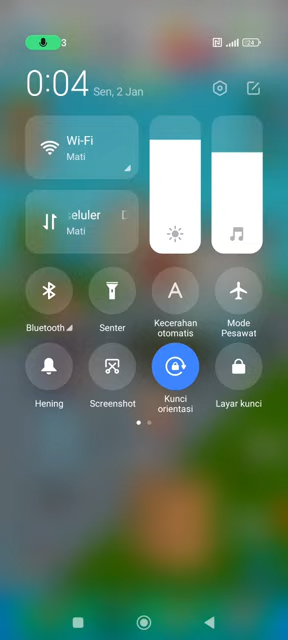 3
0:04 Sen, 2 Jan
Wi-Fi
Mati
eluler
Mati
Bluetooth
Senter
Kecerahan
otomatis
Mode
Pesawat
Hening
Screenshot
Kunci
orientasi
Layar kunci